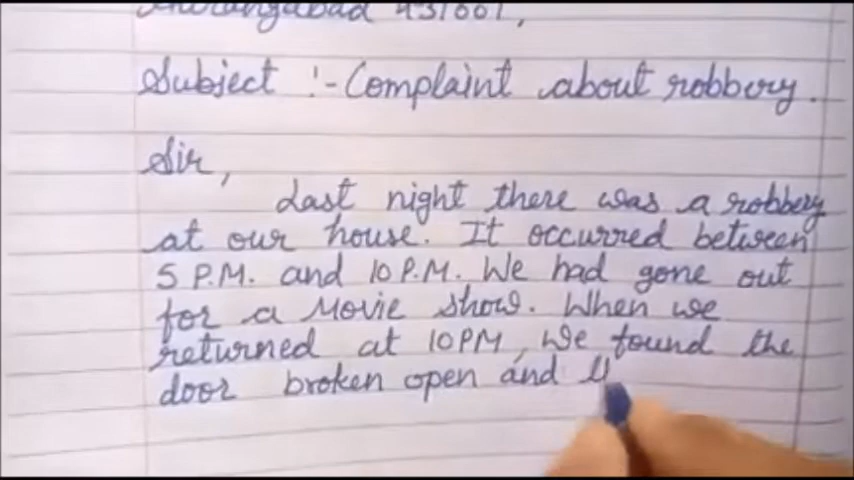 Aurangabad 431001,
Subject :- Complaint about robbery.
Sir,
Last night there was a robbery
at our house. It occurred between
5 P.M. and 10 P.M. We had gone out
for a Movie show. When we
returned at 10PM, we found the
door broken open and